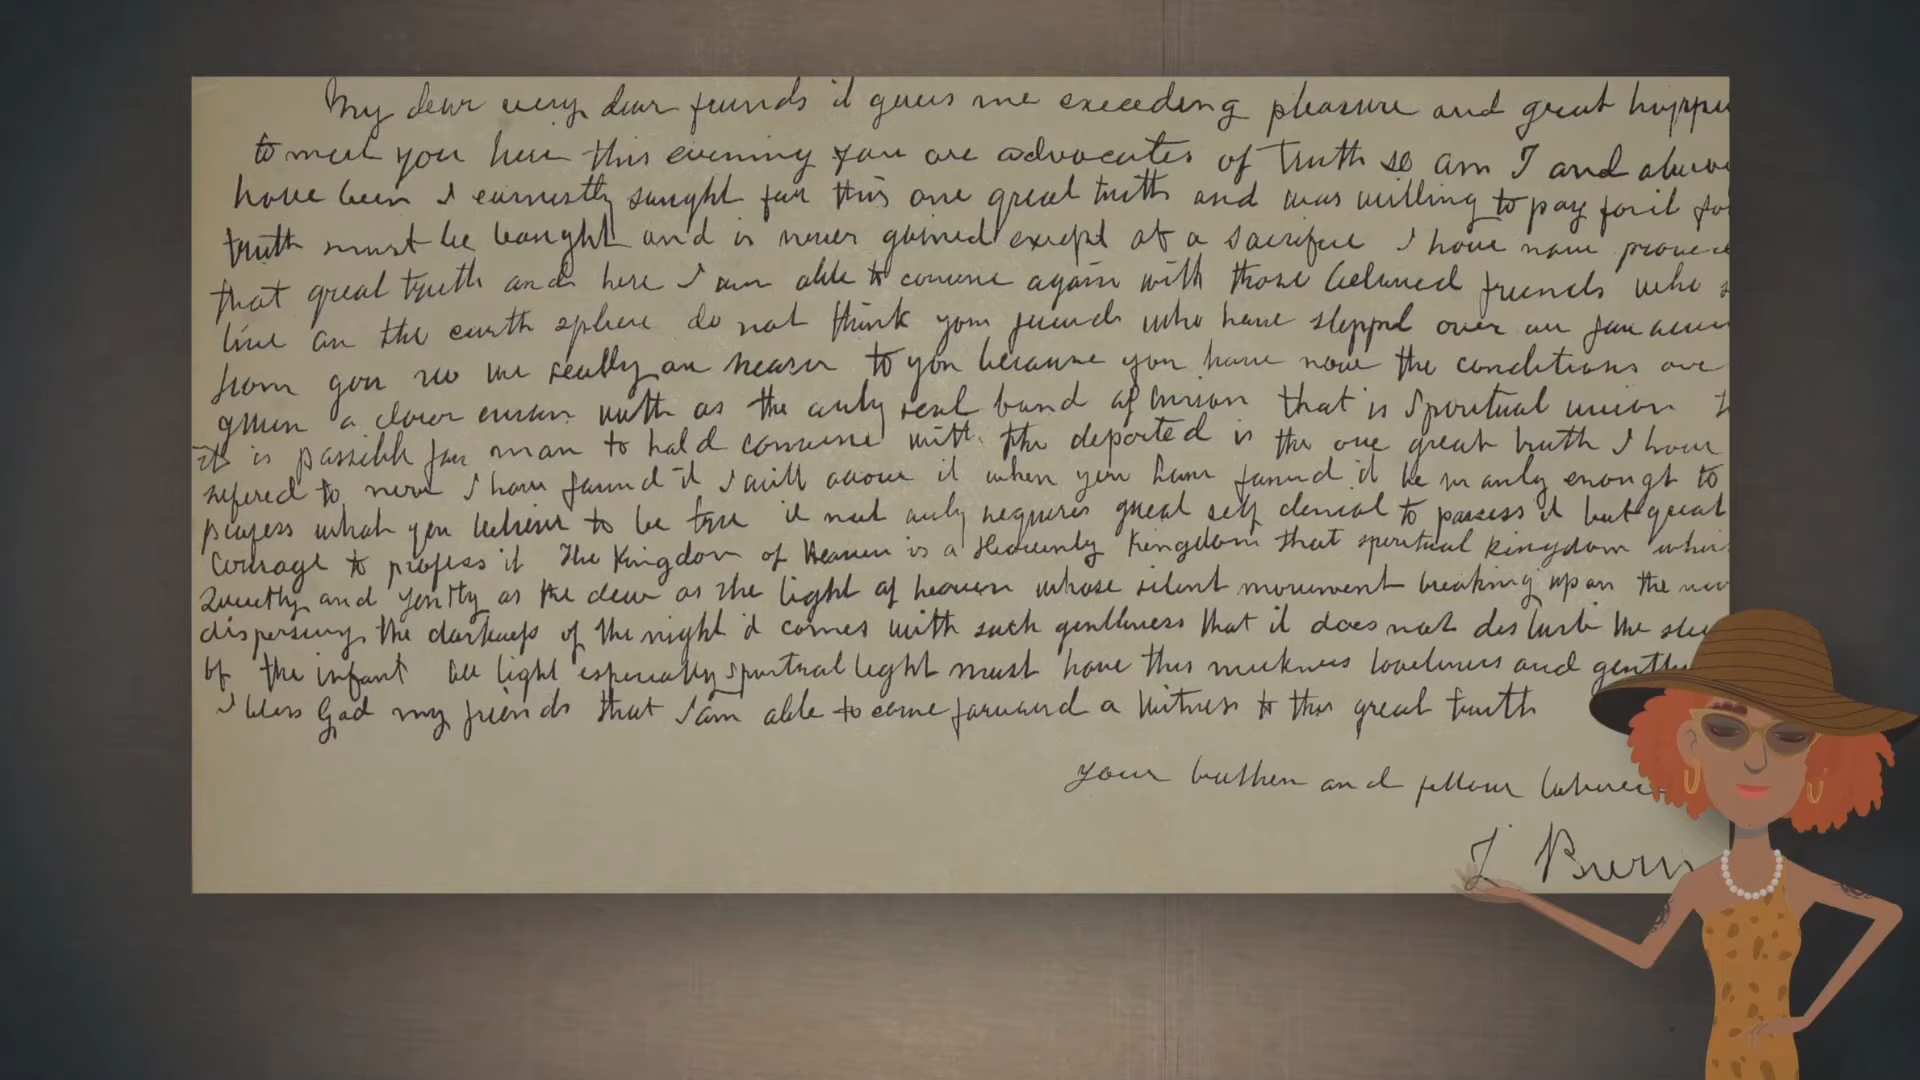 My dear very dear friends it gives me exceeding pleasure and great
to meet you here this evening you are advocates of Truth so am I and
have been I earnestly sought for this one great truth and was willing to pay for it
truth must be bought and is never gained except at a sacrifice I have now
that great truth and here I am able to comune again with those beloved friends who
live on the earth sphere do not think your friends who have stepped over are far
from you no we really are nearer to you because you have now the conditions are
given a closer union with as the only real bond of union that is Spiritual union
it is possible for man to hold comune with the departed is the one great truth I have
refered to now I have found it I will avow it when you have found it be manly enough to
profess what you believe to be true it not only requires great self denial to possess it but great
Courage to profess it The Kingdom of Heaven is a Heavenly Kingdom that spiritual kingdom
Quietly and gently as the dew as the light of heaven whose silent movement breaking upon the
dispersing the darkness of the night it comes with such gentleness that it does not disturb the
of the infant All light especially spiritual light must have this meekness loveliness and
I bless God my friends that I am able to come forward a Witness to this great truth
your brother and fellow
J Burns